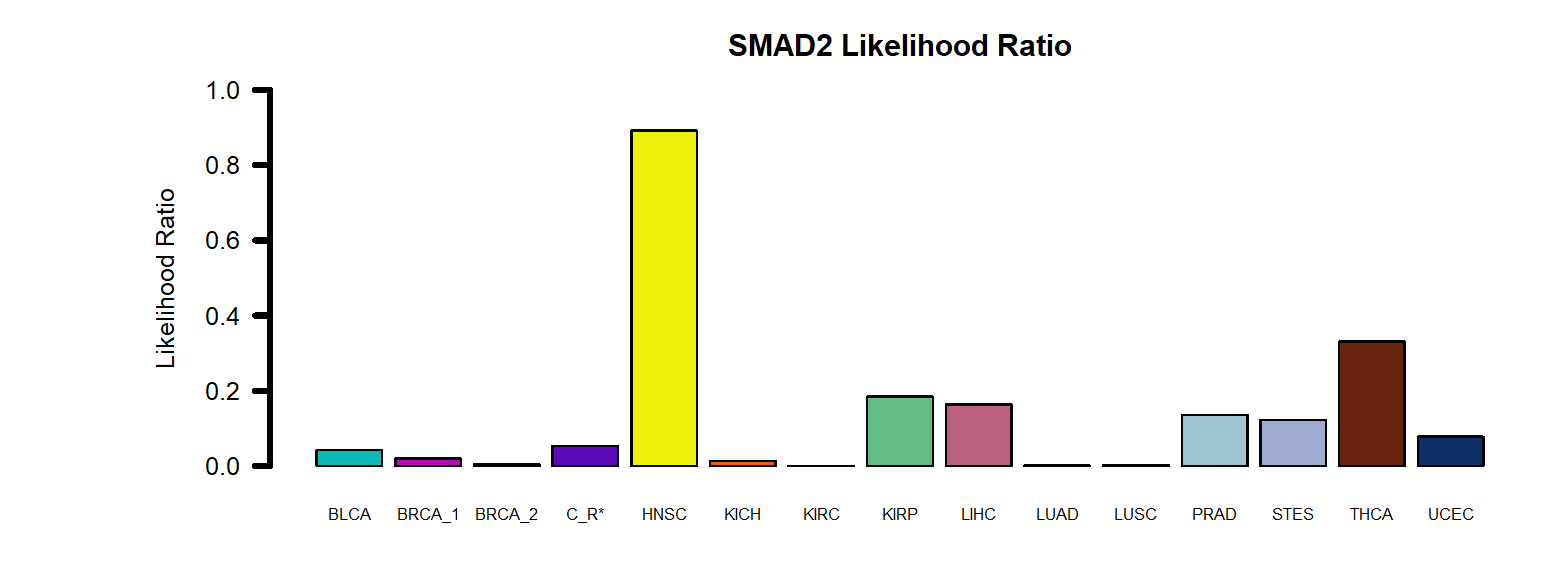 SMAD2 Likelihood Ratio
Likelihood Ratio
1.0
0.8
0.6
0.4
0.2
0.0
BLCA BRCA_1 BRCA_2 C_R* HNSC KICH KIRC KIRP LIHC LUAD LUSC PRAD STES THCA UCEC